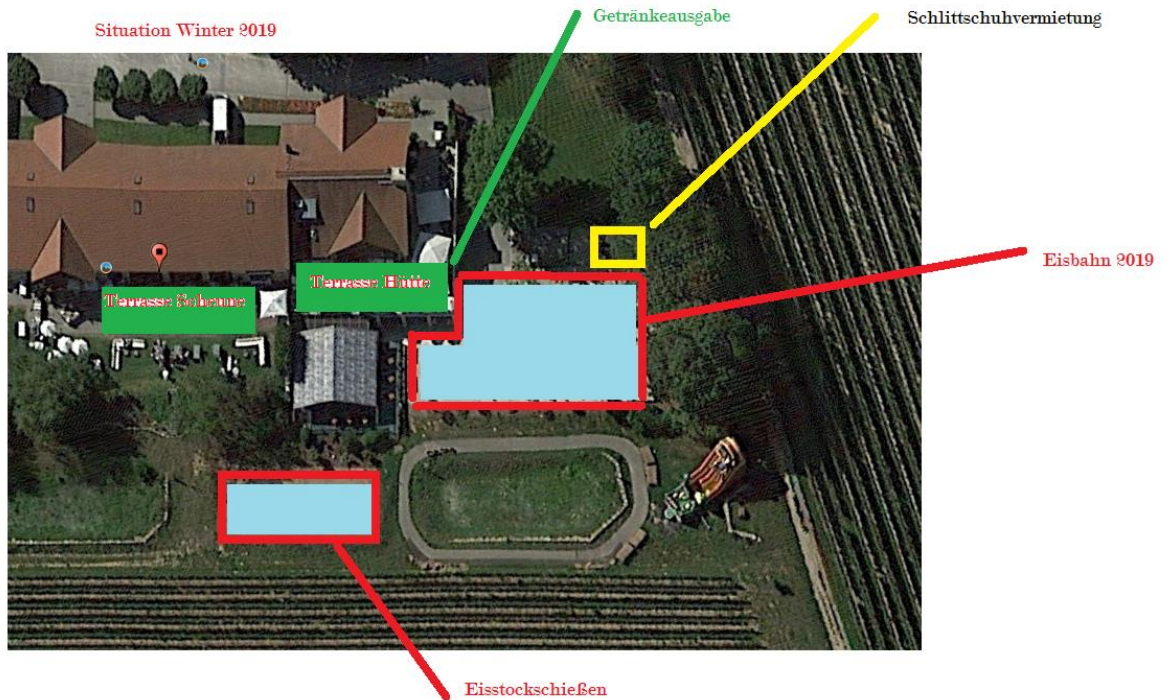 Situation Winter 2019
Getränkeausgabe
Schlittschuhvermietung
Eisbahn 2019
Terrasse Hütte
Terrasse Scheune
Eisstockschießen